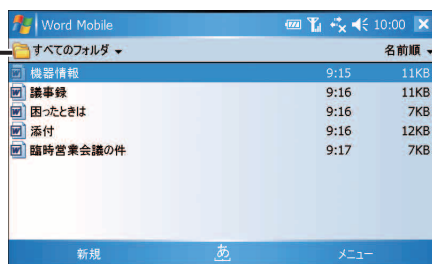 Word Mobile 10:00
すべてのフォルダ 名前順
機器情報 9:15 11KB
議事録 9:16 11KB
困ったときは 9:16 7KB
添付 9:16 12KB
臨時営業会議の件 9:17 7KB
新規 あ メニュー